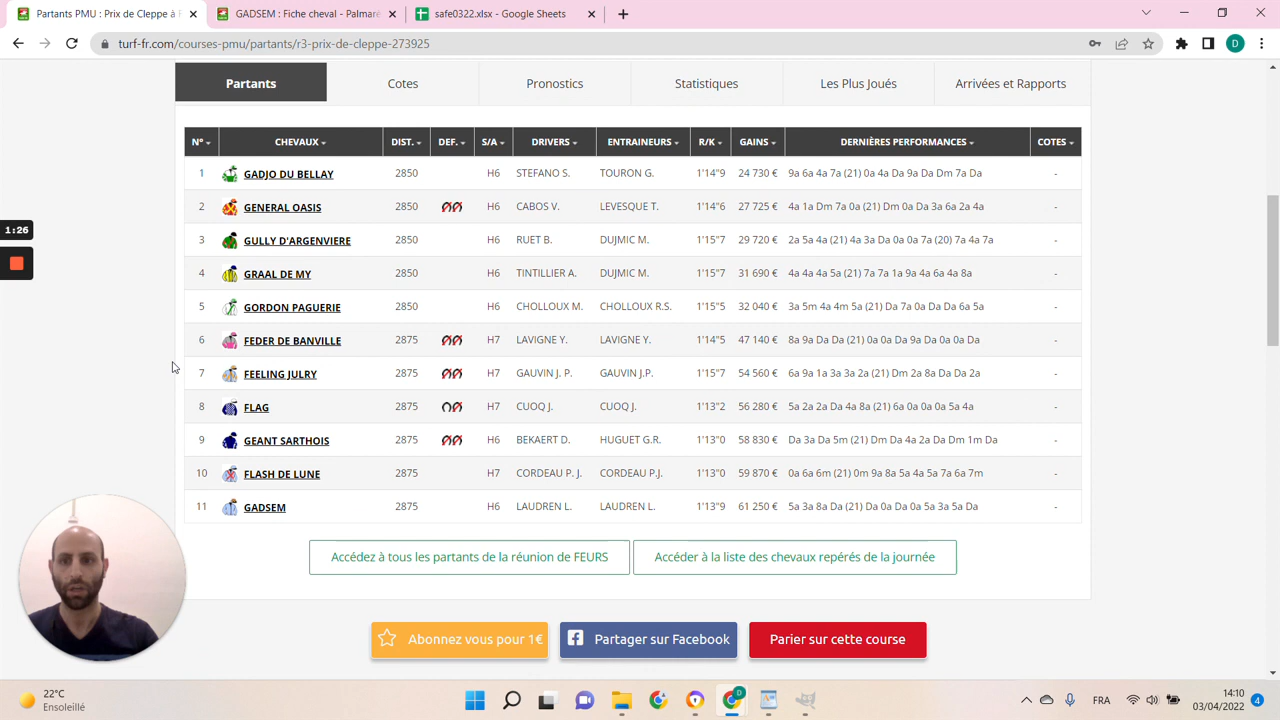 Partants PMU : Prix de Cleppe à F
GADSEM : Fiche cheval - Palmarè
safe0322.xlsx - Google Sheets
turf-fr.com/courses-pmu/partants/r3-prix-de-cleppe-273925
D
Partants Cotes Pronostics Statistiques Les Plus Joués Arrivées et Rapports
N° CHEVAUX DIST. DEF. S/A DRIVERS ENTRAINEURS R/K GAINS DERNIÈRES PERFORMANCES COTES
1 GADJO DU BELLAY 2850 H6 STEFANO S. TOURON G. 1'14"9 24 730 € 9a 6a 4a 7a (21) 0a 4a Da 9a Da Dm 7a Da -
2 GENERAL OASIS 2850 H6 CABOS V. LEVESQUE T. 1'14"6 27 725 € 4a 1a Dm 7a 0a (21) Dm 0a Da 3a 6a 2a 4a -
1:26
3 GULLY D'ARGENVIERE 2850 H6 RUET B. DUJMIC M. 1'15"7 29 720 € 2a 5a 4a (21) 4a 3a Da 0a 0a 7a (20) 7a 4a 7a -
4 GRAAL DE MY 2850 H6 TINTILLIER A. DUJMIC M. 1'15"7 31 690 € 4a 4a 4a 5a (21) 7a 7a 1a 9a 4a 6a 4a 8a -
5 GORDON PAGUERIE 2850 H6 CHOLLOUX M. CHOLLOUX R.S. 1'15"5 32 040 € 3a 5m 4a 4m 5a (21) Da 7a 0a Da Da 6a 5a -
6 FEDER DE BANVILLE 2875 H7 LAVIGNE Y. LAVIGNE Y. 1'14"5 47 140 € 8a 9a Da Da (21) 0a 0a Da 9a Da 0a 0a Da -
7 FEELING JULRY 2875 H7 GAUVIN J. P. GAUVIN J.P. 1'15"7 54 560 € 6a 9a 1a 3a 3a 2a (21) Dm 2a 8a Da Da 2a -
8 FLAG 2875 H7 CUOQ J. CUOQ J. 1'13"2 56 280 € 5a 2a 2a Da 4a 8a (21) 6a 0a 0a 0a 5a 4a -
9 GEANT SARTHOIS 2875 H6 BEKAERT D. HUGUET G.R. 1'13"0 58 830 € Da 3a Da 5m (21) Dm Da 4a 2a Da Dm 1m Da -
10 FLASH DE LUNE 2875 H7 CORDEAU P. J. CORDEAU P.J. 1'13"0 59 870 € 0a 6a 6m (21) 0m 9a 8a 5a 4a 5a 7a 6a 7m -
11 GADSEM 2875 H6 LAUDREN L. LAUDREN L. 1'13"9 61 250 € 5a 3a 8a Da (21) Da 0a Da 0a 5a 3a 5a Da -
Accédez à tous les partants de la réunion de FEURS Accéder à la liste des chevaux repérés de la journée
Abonnez vous pour 1€ Partager sur Facebook Parier sur cette course
22°C
Ensoleillé
D
FRA
14:10
03/04/2022
4